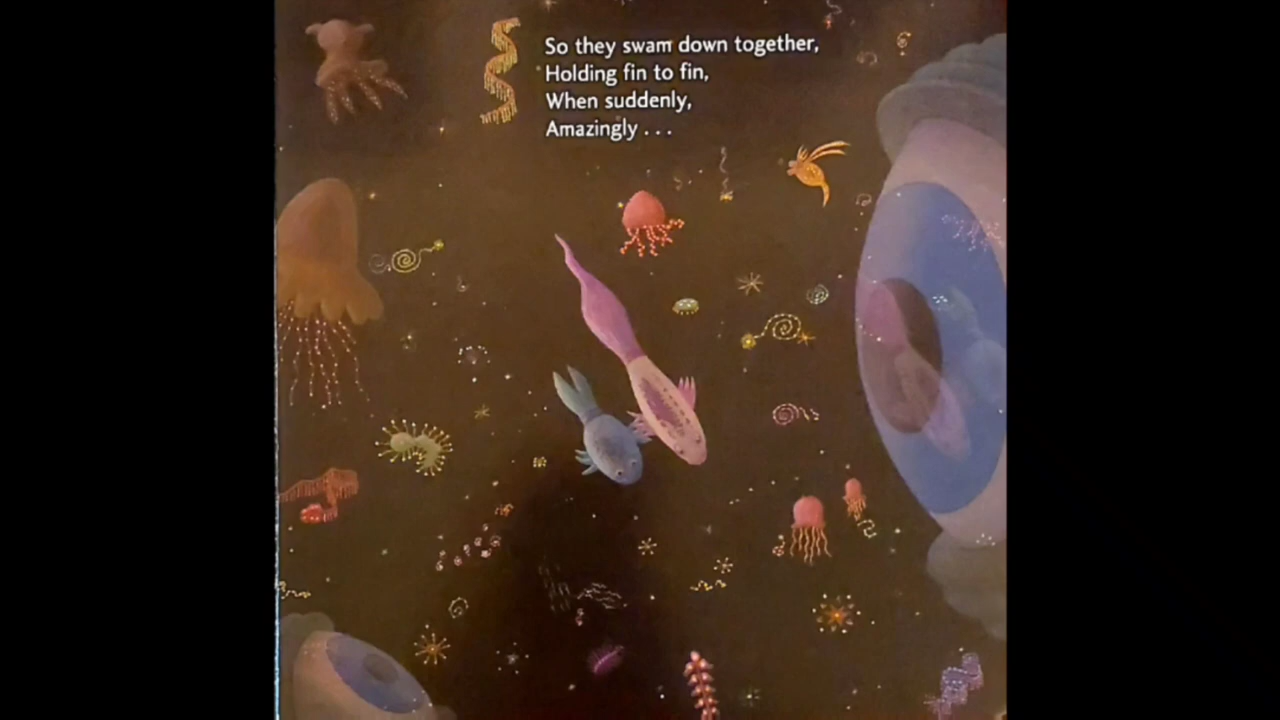 So they swam down together,
Holding fin to fin,
When suddenly,
Amazingly . . .